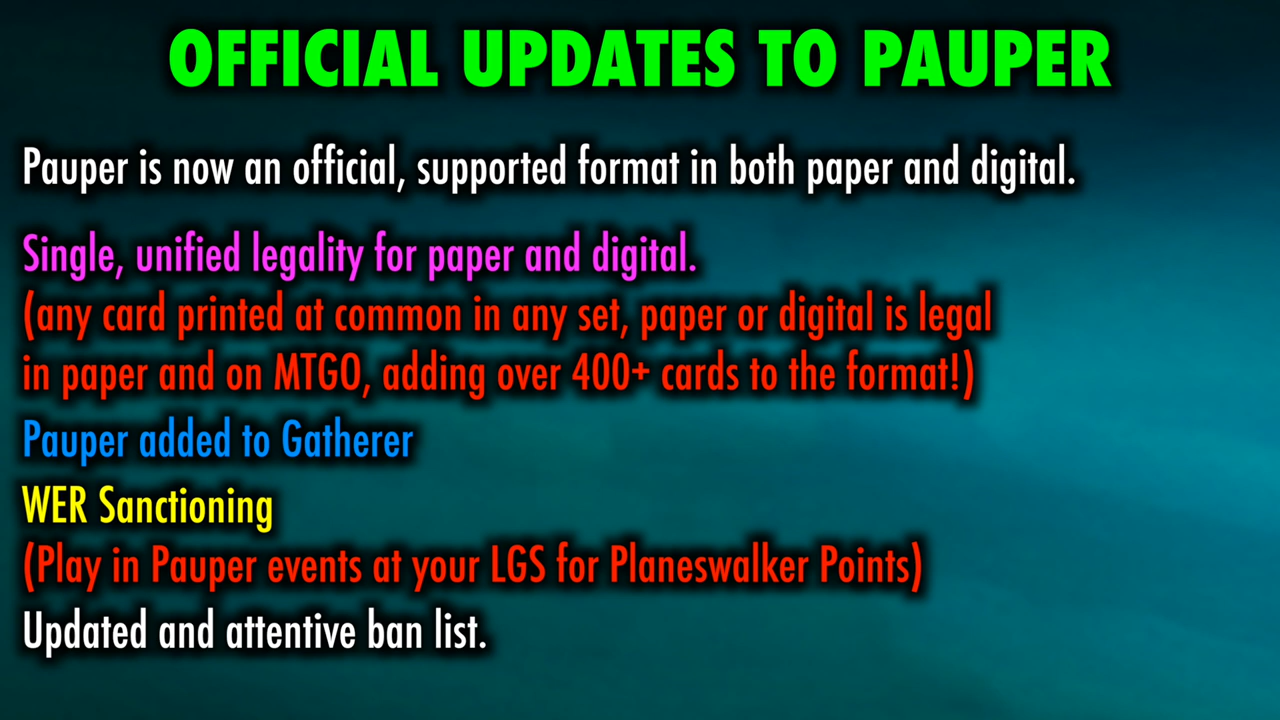 OFFICIAL UPDATES TO PAUPER
Pauper is now an official, supported format in both paper and digital.
Single, unified legality for paper and digital.
(any card printed at common in any set, paper or digital is legal
in paper and on MTGO, adding over 400+ cards to the format!)
Pauper added to Gatherer
WER Sanctioning
(Play in Pauper events at your LGS for Planeswalker Points)
Updated and attentive ban list.